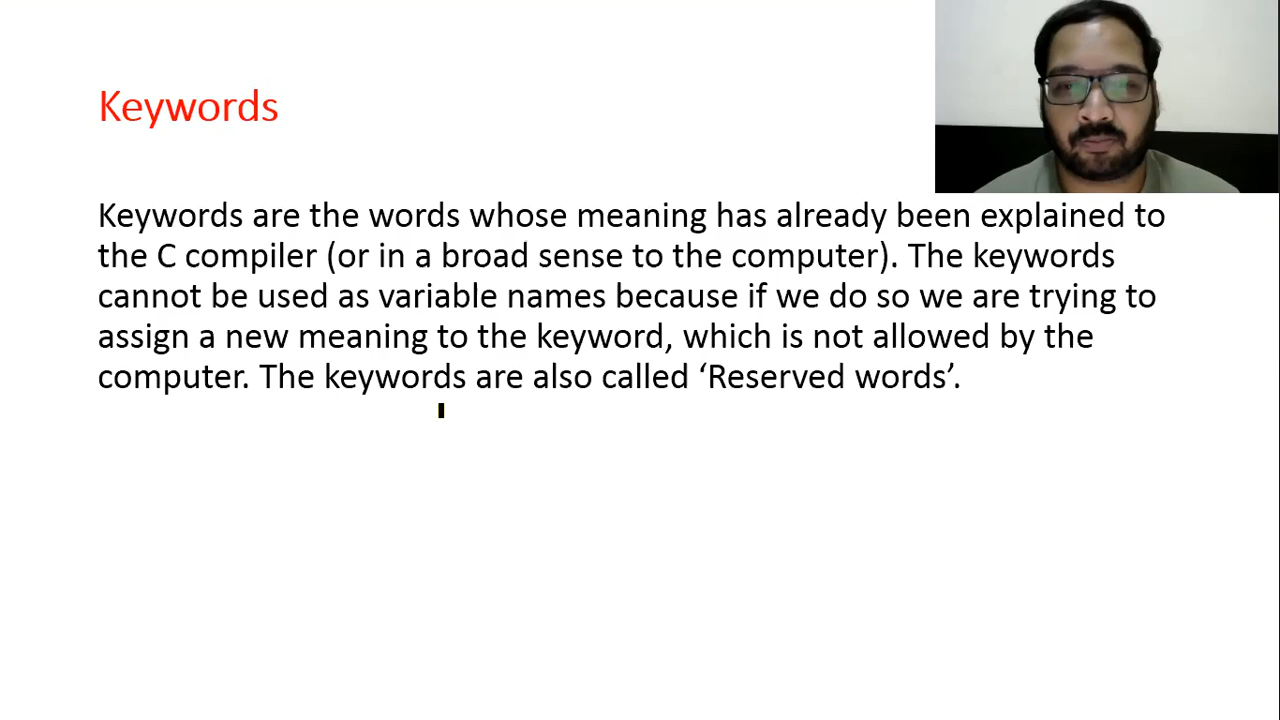 Keywords
Keywords are the words whose meaning has already been explained to
the C compiler (or in a broad sense to the computer). The keywords
cannot be used as variable names because if we do so we are trying to
assign a new meaning to the keyword, which is not allowed by the
computer. The keywords are also called ‘Reserved words’.